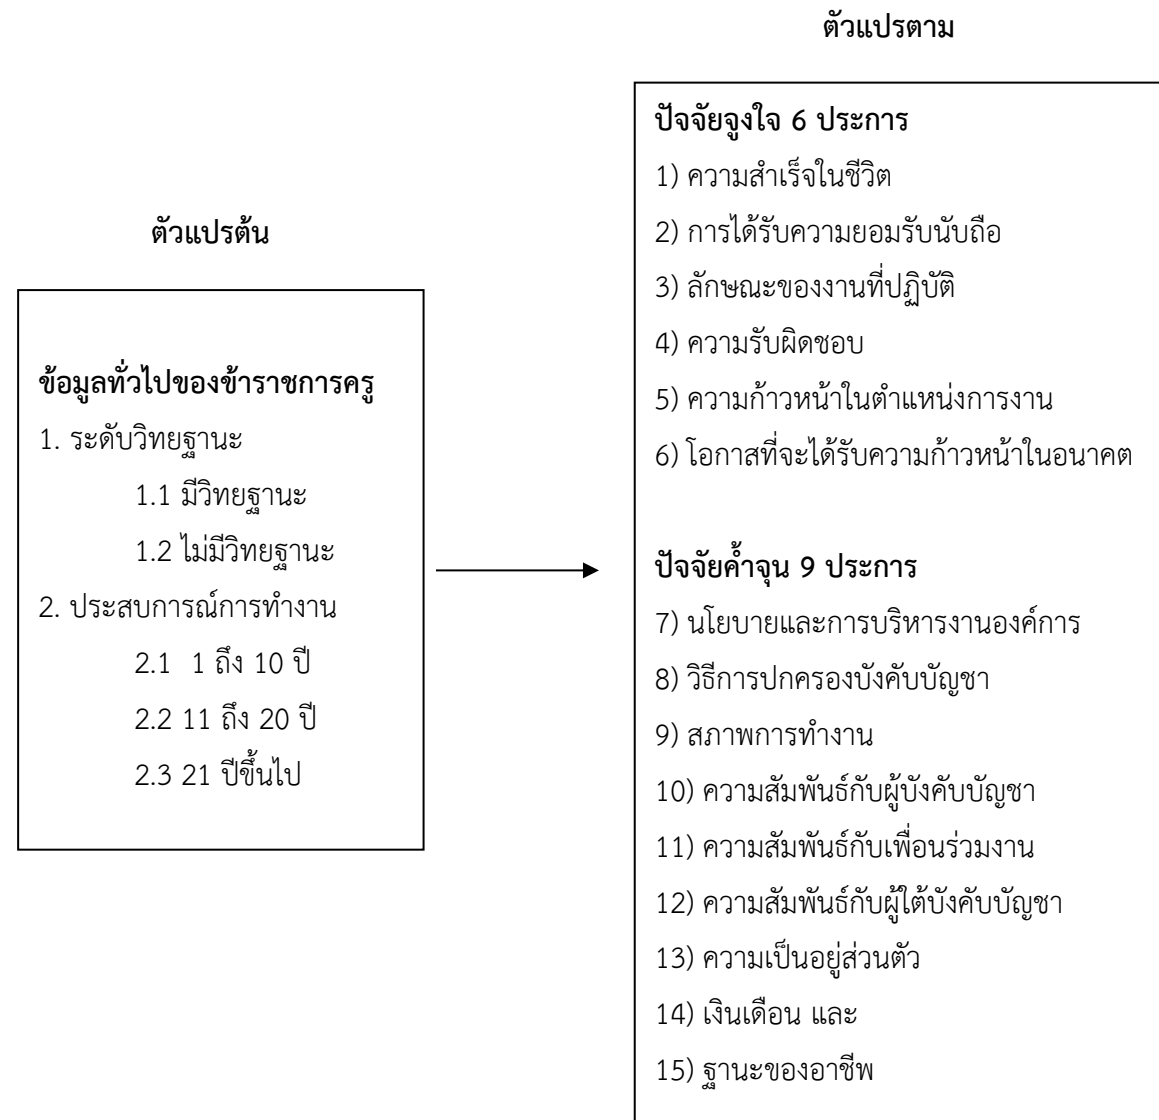 ตัวแปรต้น
ข้อมูลทั่วไปของข้าราชการครู
1. ระดับวิทยฐานะ
1.1 มีวิทยฐานะ
1.2 ไม่มีวิทยฐานะ
2. ประสบการณ์การทำงาน
2.1 1 ถึง 10 ปี
2.2 11 ถึง 20 ปี
2.3 21 ปีขึ้นไป
ตัวแปรตาม
ปัจจัยจูงใจ 6 ประการ
1) ความสำเร็จในชีวิต
2) การได้รับความยอมรับนับถือ
3) ลักษณะของงานที่ปฏิบัติ
4) ความรับผิดชอบ
5) ความก้าวหน้าในตำแหน่งการงาน
6) โอกาสที่จะได้รับความก้าวหน้าในอนาคต
ปัจจัยค้ำจุน 9 ประการ
7) นโยบายและการบริหารงานองค์การ
8) วิธีการปกครองบังคับบัญชา
9) สภาพการทำงาน
10) ความสัมพันธ์กับผู้บังคับบัญชา
11) ความสัมพันธ์กับเพื่อนร่วมงาน
12) ความสัมพันธ์กับผู้ใต้บังคับบัญชา
13) ความเป็นอยู่ส่วนตัว
14) เงินเดือน และ
15) ฐานะของอาชีพ